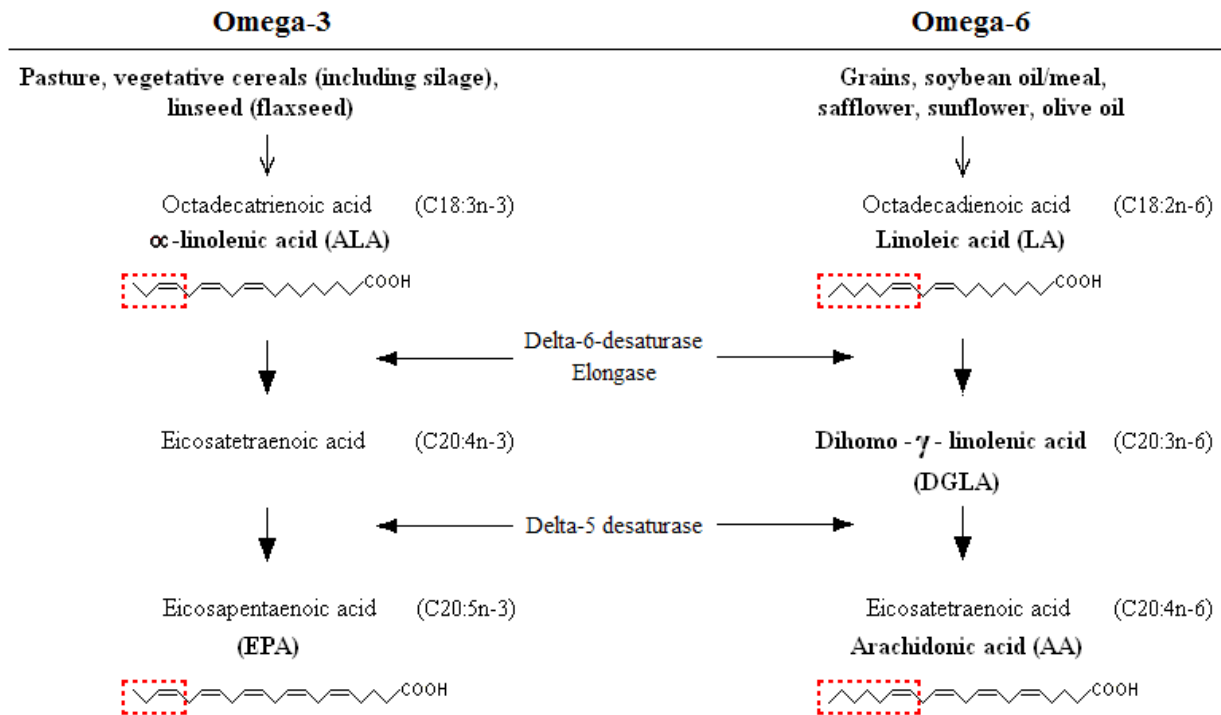 Omega-3
Omega-6
Pasture, vegetative cereals (including silage),
linseed (flaxseed)
Grains, soybean oil/meal,
safflower, sunflower, olive oil
Octadecatrienoic acid (C18:3n-3)
α-linolenic acid (ALA)
Octadecadienoic acid (C18:2n-6)
Linoleic acid (LA)
COOH
COOH
Delta-6-desaturase
Elongase
Eicosatetraenoic acid (C20:4n-3)
Dihomo - γ - linolenic acid (C20:3n-6)
(DGLA)
Delta-5 desaturase
Eicosapentaenoic acid (C20:5n-3)
(EPA)
Eicosatetraenoic acid (C20:4n-6)
Arachidonic acid (AA)
COOH
COOH